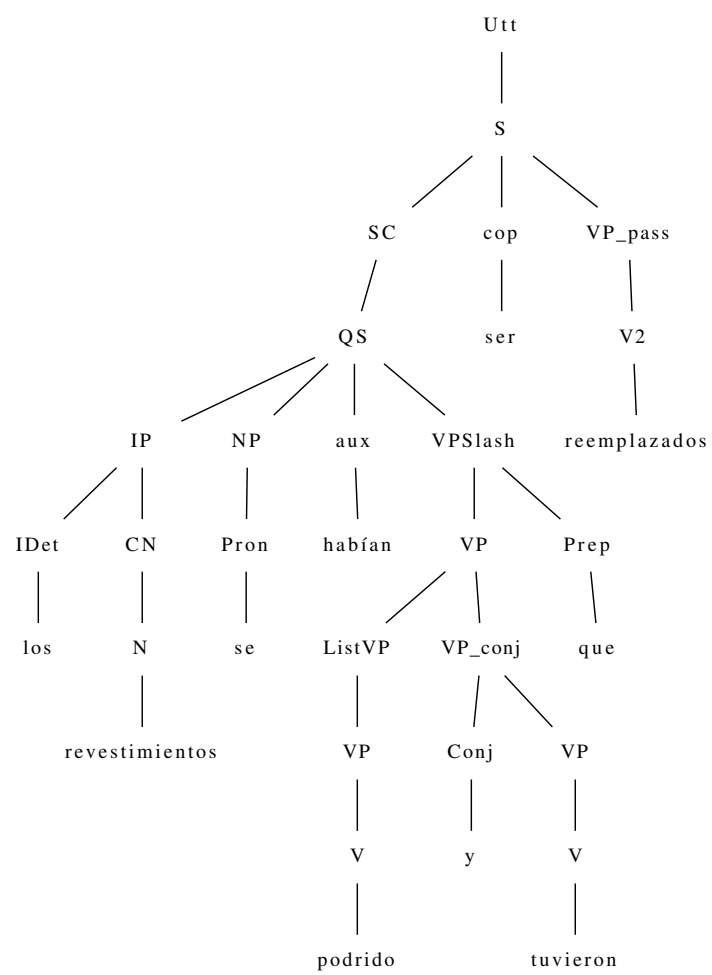 Utt
S
SC cop VP_pass
QS ser V2
IP NP aux VPSlash reemplazados
IDet CN Pron habían VP Prep
los N se ListVP VP_conj que
revestimientos VP Conj VP
V y V
podrido tuvieron